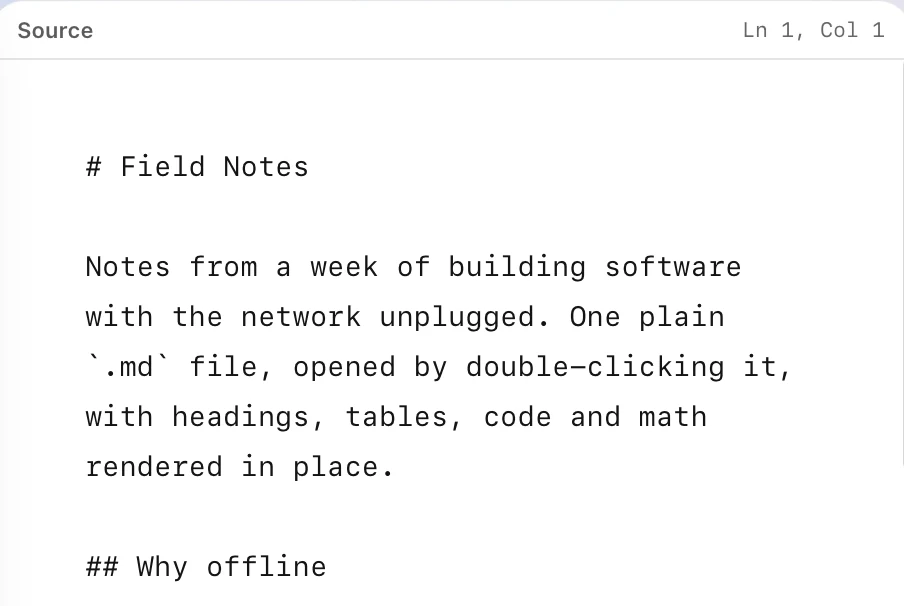 Source
Ln 1, Col 1
# Field Notes
Notes from a week of building software
with the network unplugged. One plain
`.md` file, opened by double-clicking it,
with headings, tables, code and math
rendered in place.
## Why offline